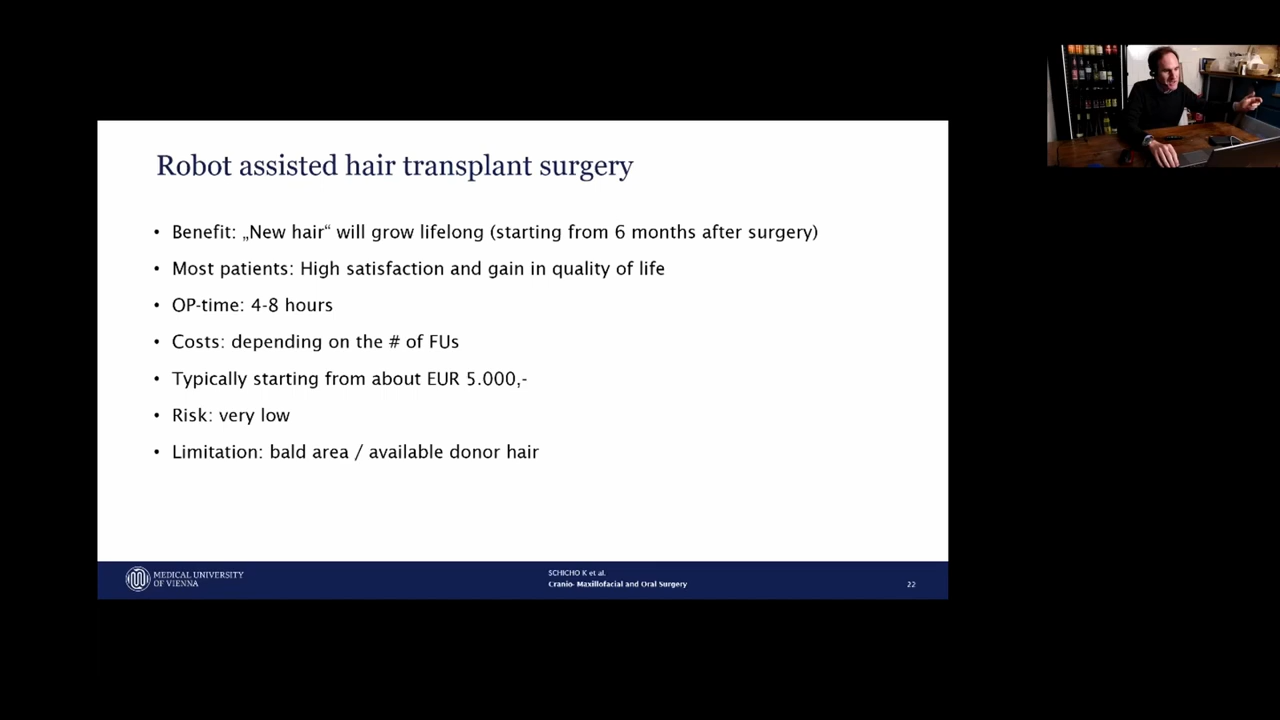 Robot assisted hair transplant surgery
• Benefit: „New hair“ will grow lifelong (starting from 6 months after surgery)
• Most patients: High satisfaction and gain in quality of life
• OP-time: 4-8 hours
• Costs: depending on the # of FUs
• Typically starting from about EUR 5.000,-
• Risk: very low
• Limitation: bald area / available donor hair
MEDICAL UNIVERSITY
OF VIENNA
SCHICHO K et al.
Cranio- Maxillofacial and Oral Surgery
22